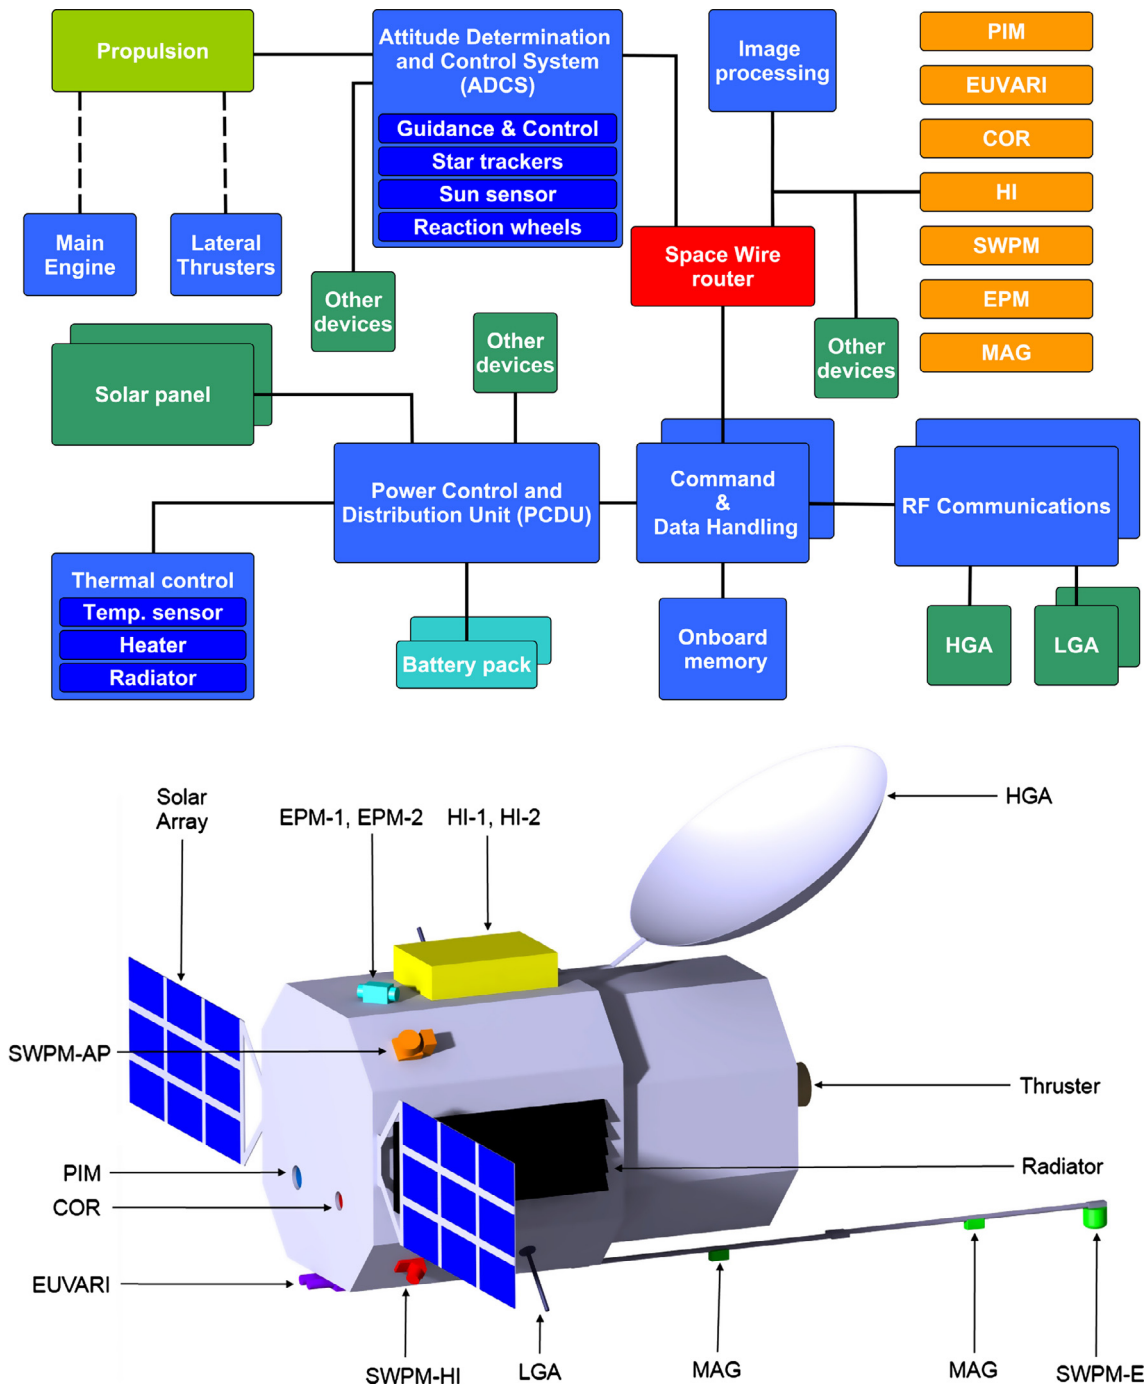 Propulsion
Attitude Determination
and Control System
(ADCS)
Guidance & Control
Star trackers
Sun sensor
Reaction wheels
Image
processing
PIM
EUVARI
COR
HI
SWPM
EPM
MAG
Main
Engine
Lateral
Thrusters
Space Wire
router
Other
devices
Other
devices
Other
devices
Solar panel
Power Control and
Distribution Unit (PCDU)
Command
&
Data Handling
RF Communications
Thermal control
Temp. sensor
Heater
Radiator
Battery pack
Onboard
memory
HGA
LGA
Solar
Array
EPM-1, EPM-2
HI-1, HI-2
HGA
SWPM-AP
Thruster
PIM
Radiator
COR
EUVARI
SWPM-HI
LGA
MAG
MAG
SWPM-E